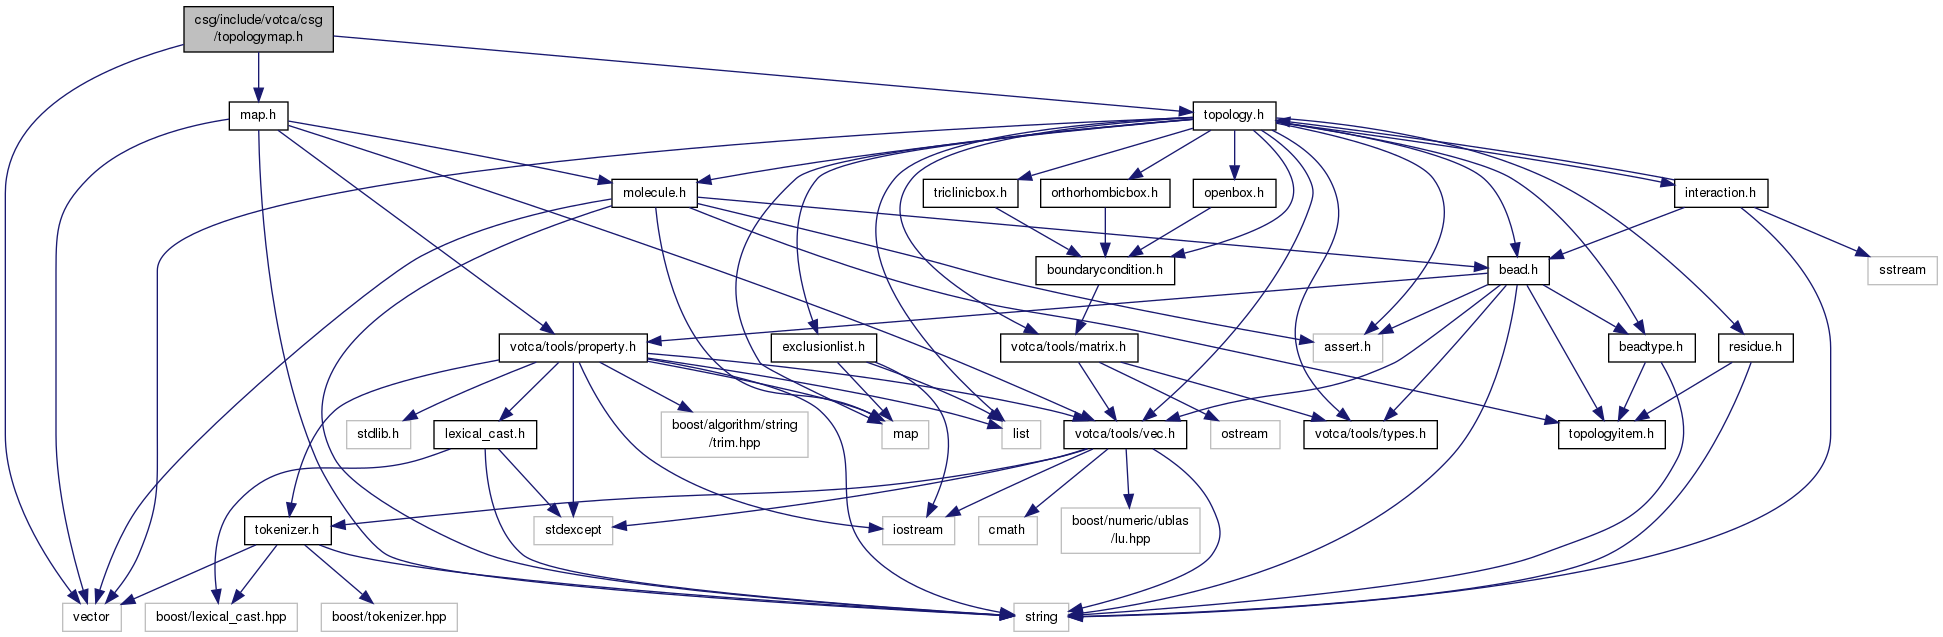 csg/include/votca/csg
/topologymap.h
map.h
topology.h
molecule.h
triclinicbox.h
orthorhombicbox.h
openbox.h
interaction.h
boundarycondition.h
bead.h
sstream
votca/tools/property.h
exclusionlist.h
votca/tools/matrix.h
assert.h
beadtype.h
residue.h
stdlib.h
lexical_cast.h
boost/algorithm/string
/trim.hpp
map
list
votca/tools/vec.h
ostream
votca/tools/types.h
topologyitem.h
tokenizer.h
stdexcept
iostream
cmath
boost/numeric/ublas
/lu.hpp
vector
boost/lexical_cast.hpp
boost/tokenizer.hpp
string